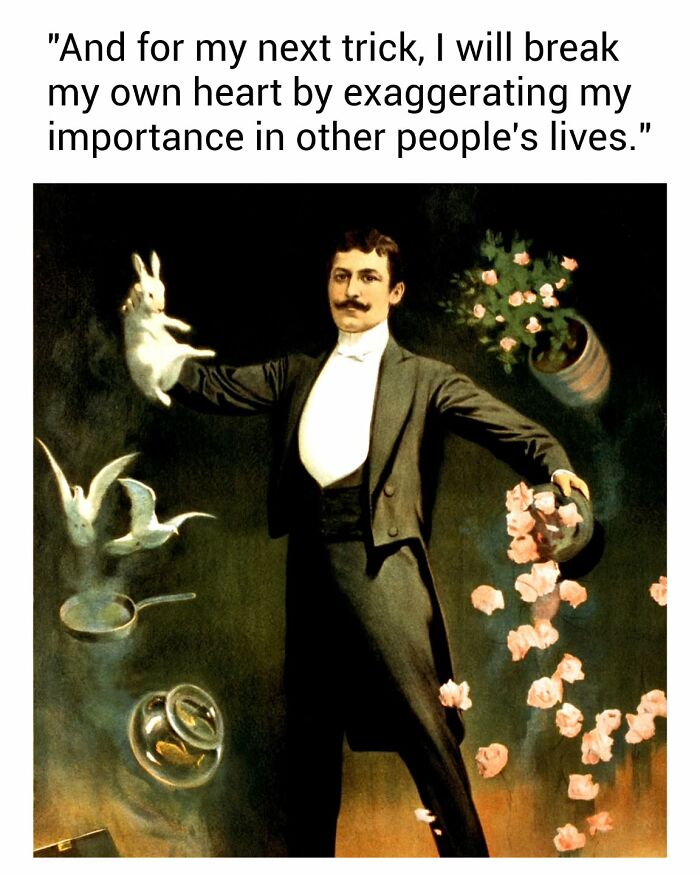 "And for my next trick, I will break
my own heart by exaggerating my
importance in other people's lives."